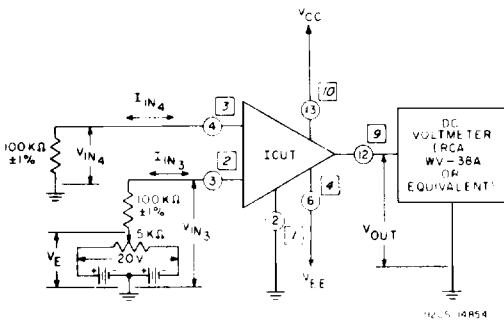 VCC
10
13
IIN4
3
4
100KΩ
±1%
VIN4
IIN3
2
3
ICUT
9
12
DC
VOLTMETER
(RCA
WV-38A
OR
EQUIVALENT)
100KΩ
±1%
4
6
2
VIN3
5KΩ
VE
20V
VEE
VOUT